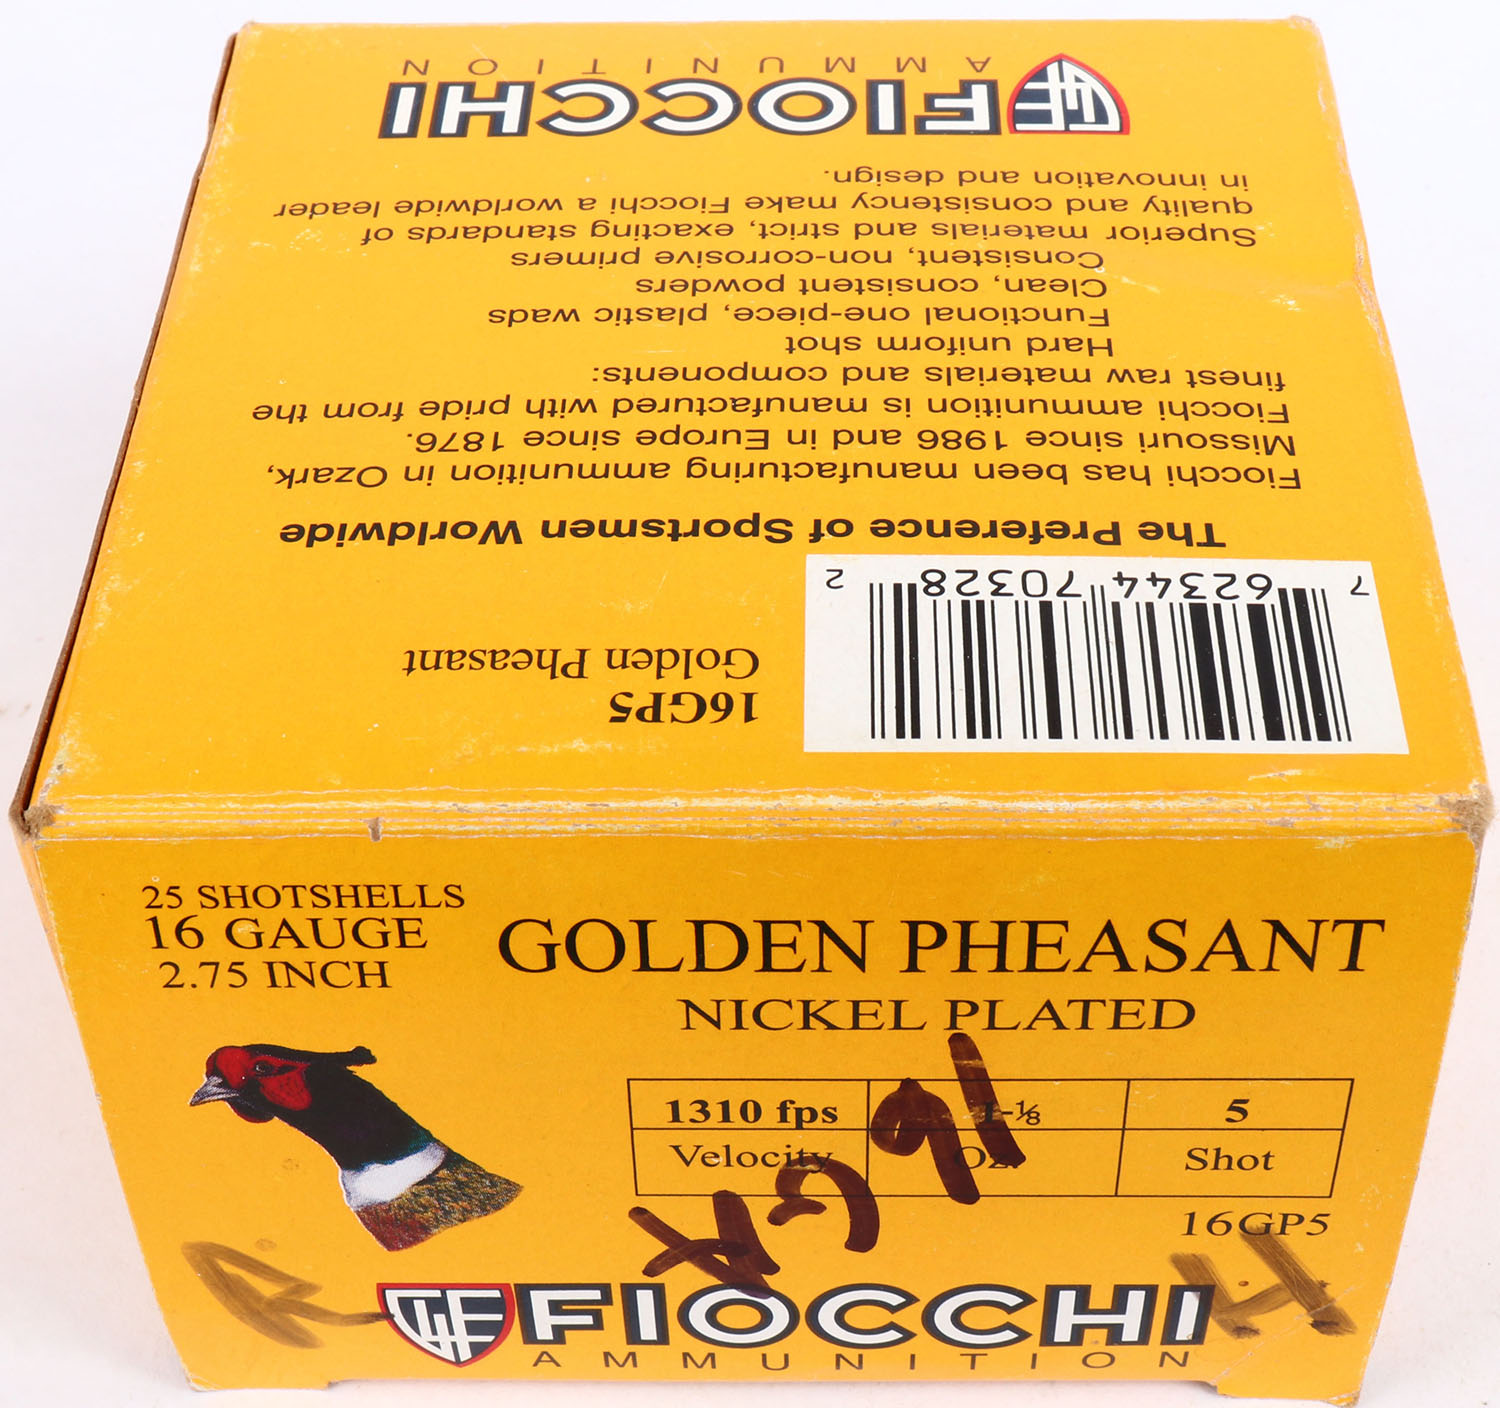 FIOCCHI
AMMUNITION
Superior materials and strict, exacting standards of
quality and consistency make Fiocchi a worldwide leader
in innovation and design.
Fiocchi has been manufacturing ammunition in Ozark,
Missouri since 1986 and in Europe since 1876.
Fiocchi ammunition is manufactured with pride from the
finest raw materials and components:
Hard uniform shot
Functional one-piece, plastic wads
Clean, consistent powders
Consistent, non-corrosive primers
The Preference of Sportsmen Worldwide
7 62344 70328 2
16GP5
Golden Pheasant
25 SHOTSHELLS
16 GAUGE
2.75 INCH
GOLDEN PHEASANT
NICKEL PLATED
1310 fps 1-⅛ 5
Velocity Oz. Shot
16 GA
16GP5
R H
FIOCCHI
AMMUNITION